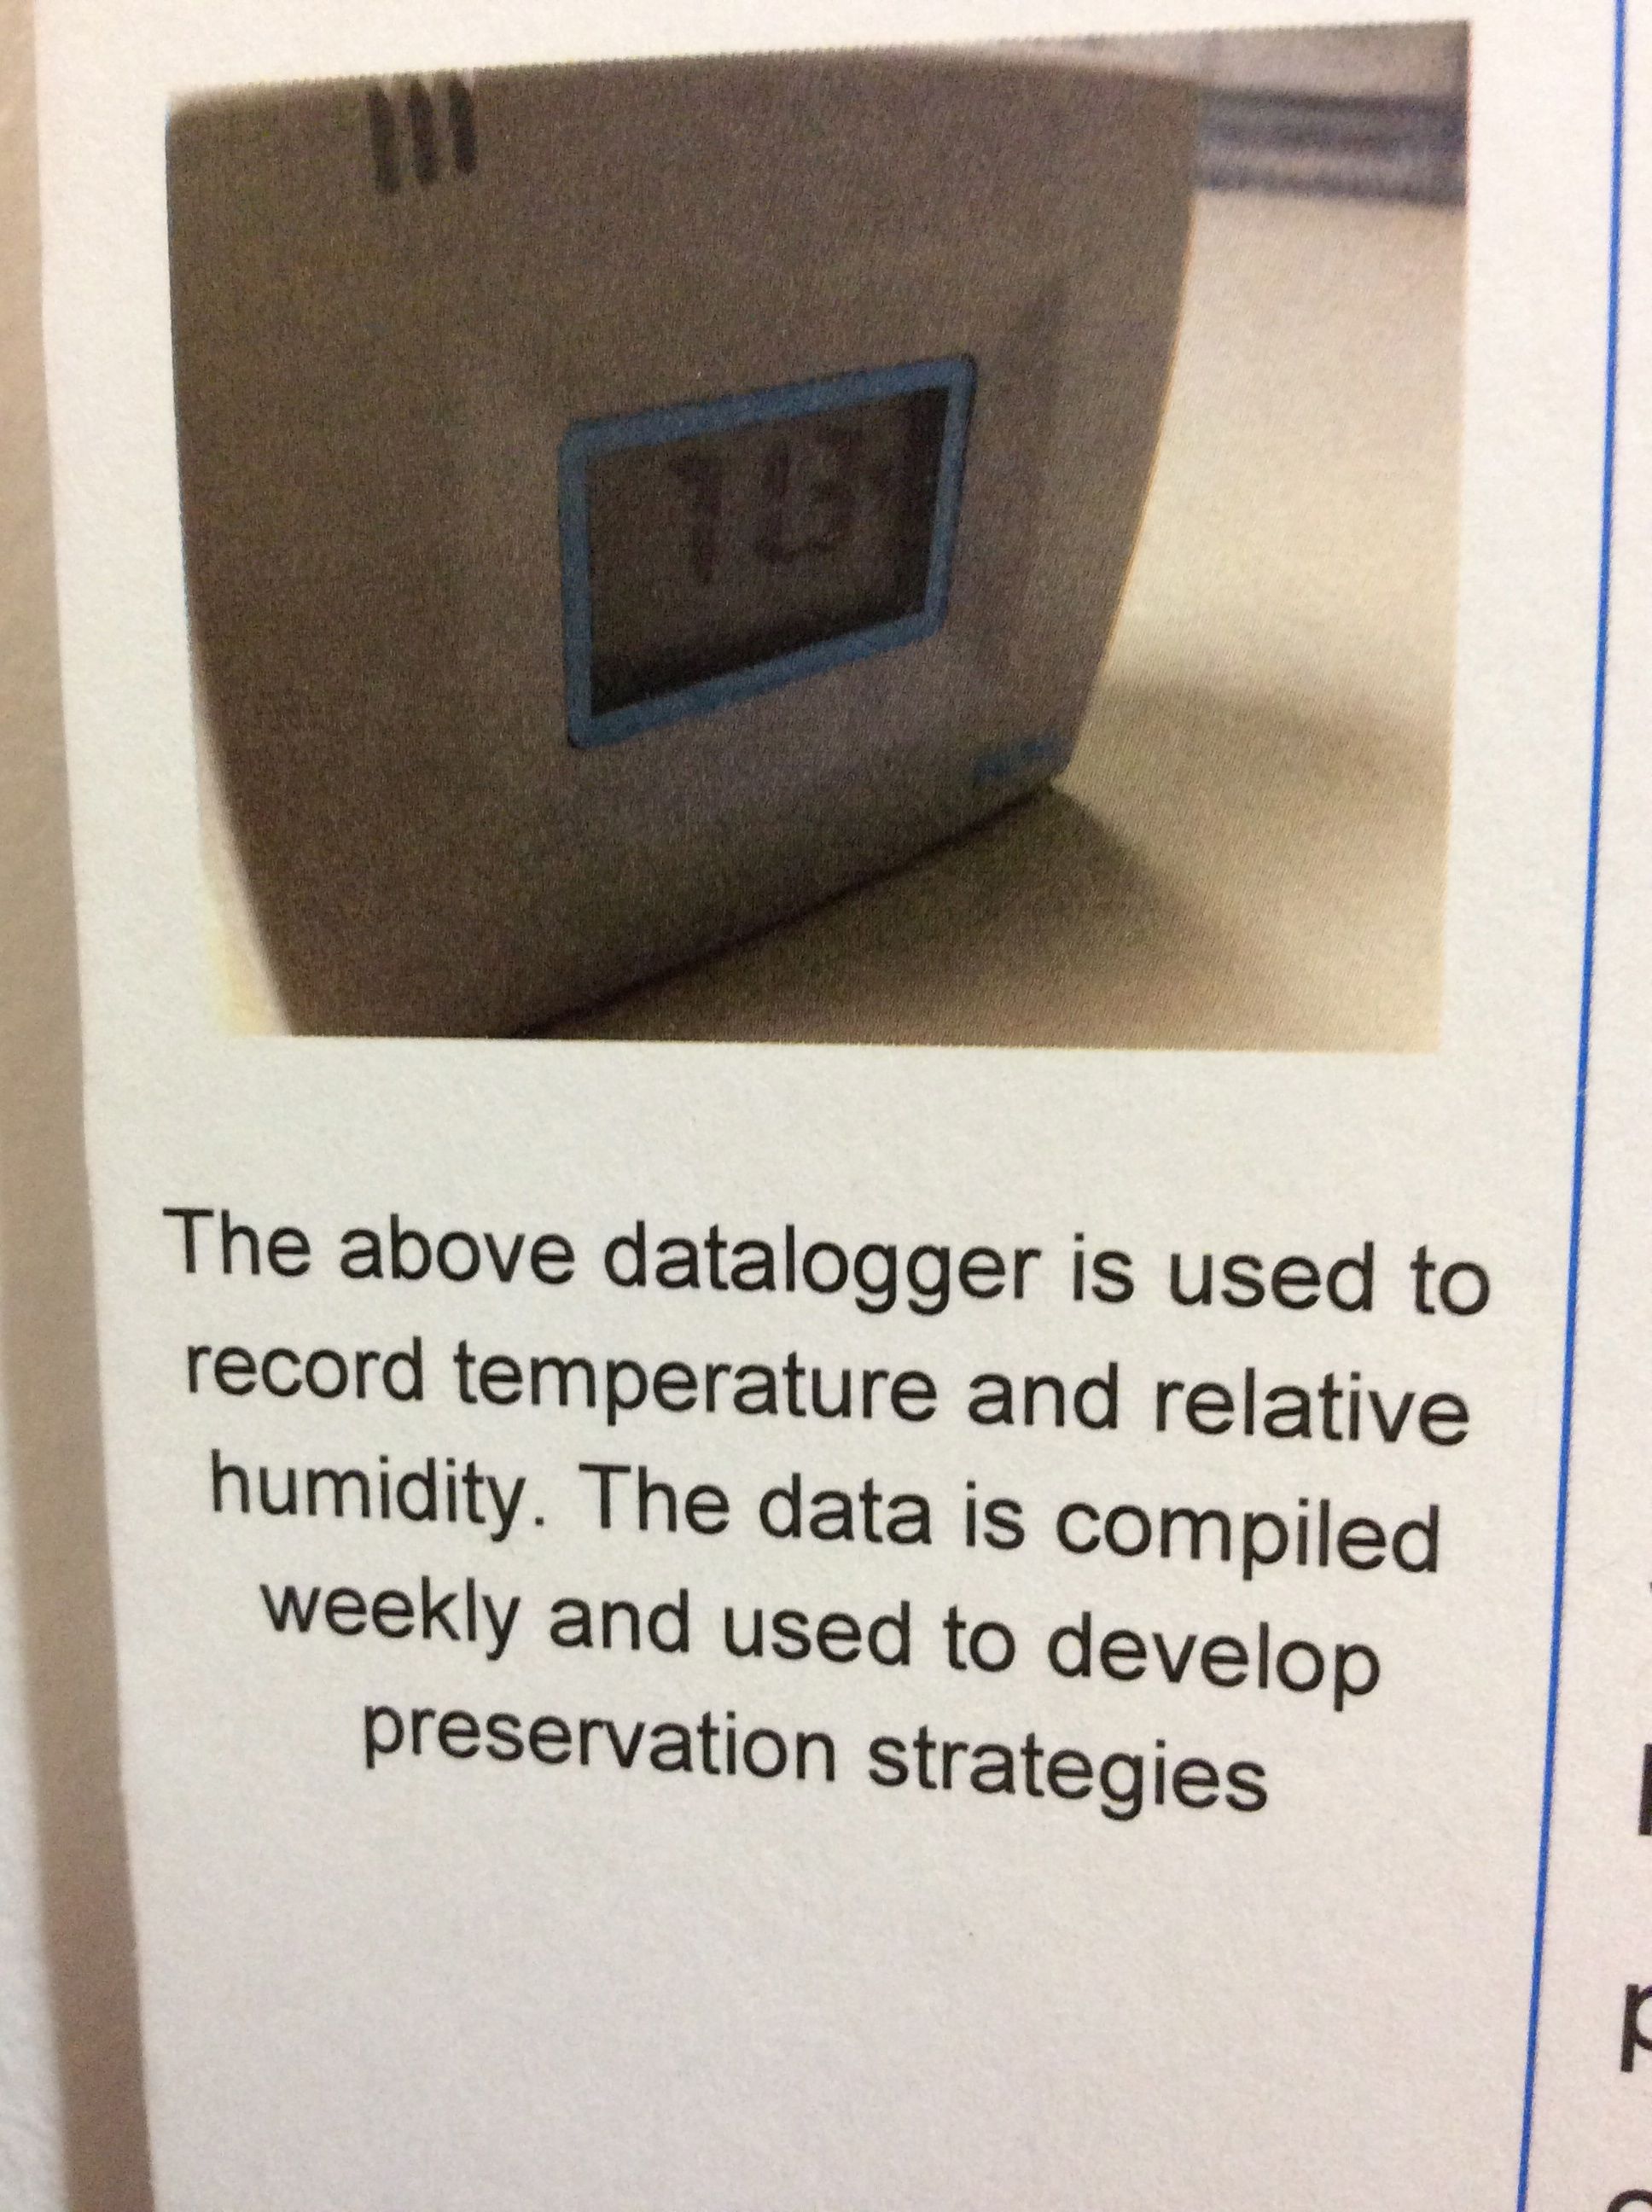 The above datalogger is used to
record temperature and relative
humidity. The data is compiled
weekly and used to develop
preservation strategies